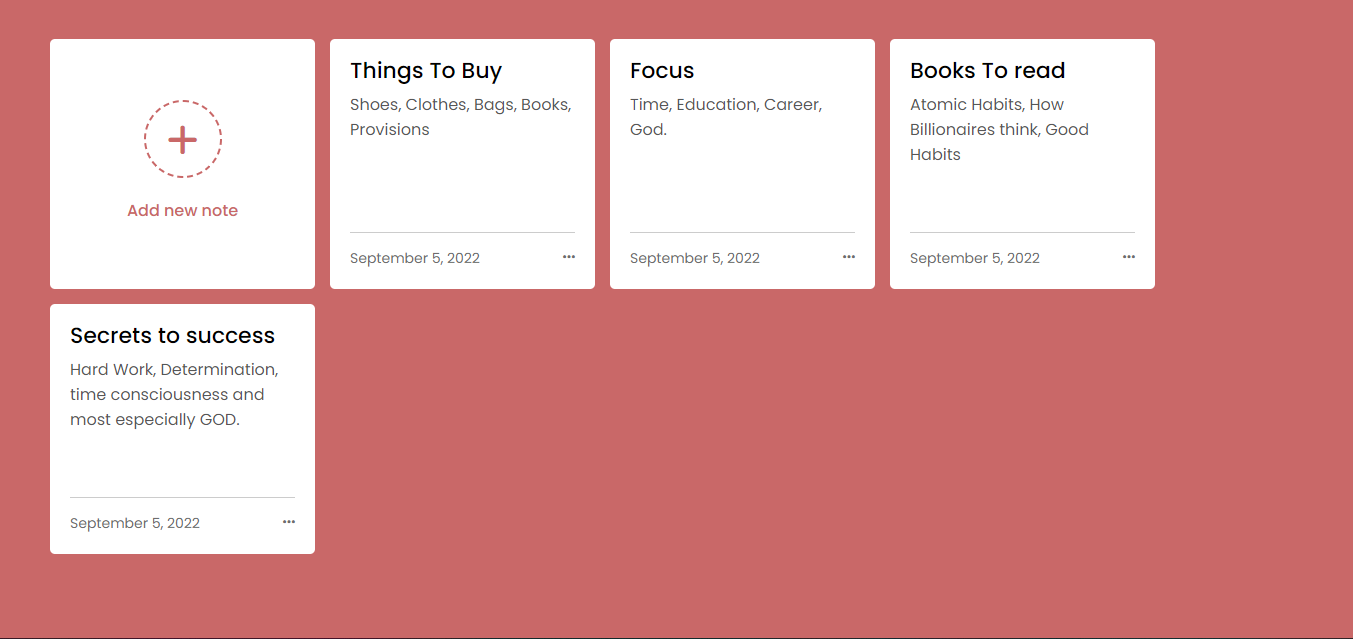 Add new note
Things To Buy
Shoes, Clothes, Bags, Books,
Provisions
September 5, 2022
Focus
Time, Education, Career,
God.
September 5, 2022
Books To read
Atomic Habits, How
Billionaires think, Good
Habits
September 5, 2022
Secrets to success
Hard Work, Determination,
time consciousness and
most especially GOD.
September 5, 2022